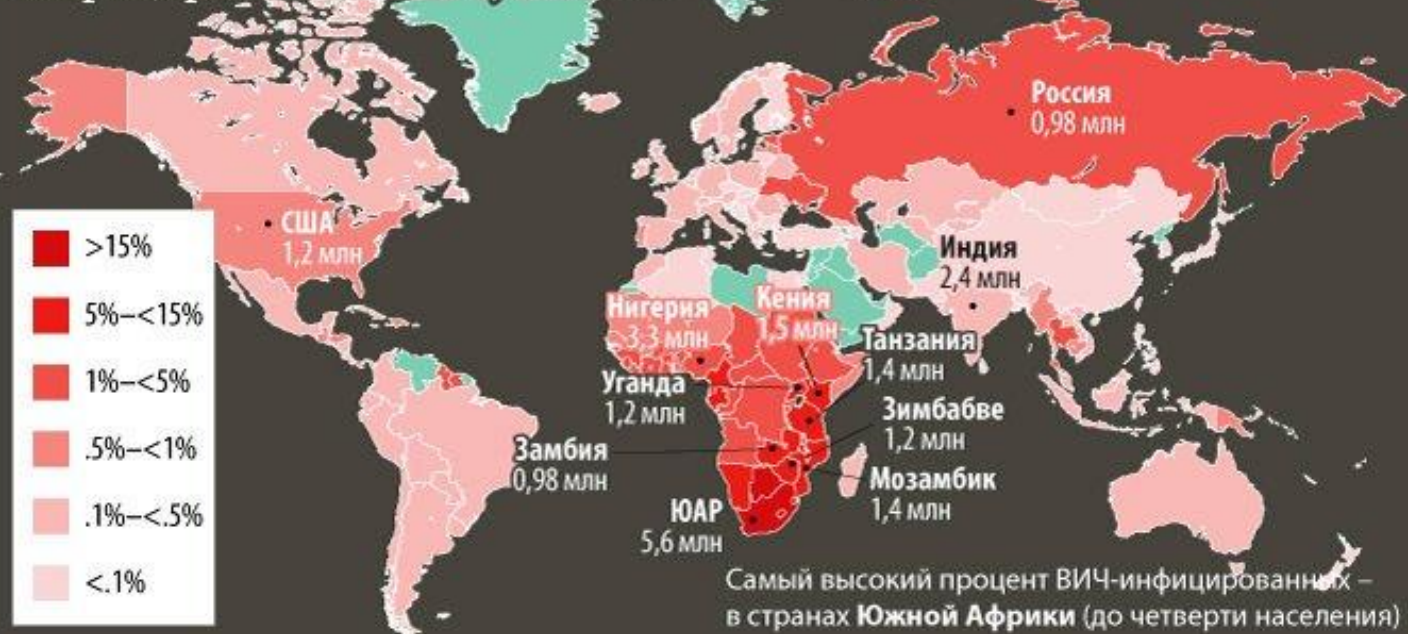 Россия
0,98 млн
США
1,2 млн
>15%
5%–<15%
1%–<5%
.5%–<1%
.1%–<.5%
<.1%
Индия
2,4 млн
Нигерия
3,3 млн
Кения
1,5 млн
Танзания
1,4 млн
Уганда
1,2 млн
Зимбабве
1,2 млн
Замбия
0,98 млн
Мозамбик
1,4 млн
ЮАР
5,6 млн
Самый высокий процент ВИЧ-инфицированных –
в странах Южной Африки (до четверти населения)